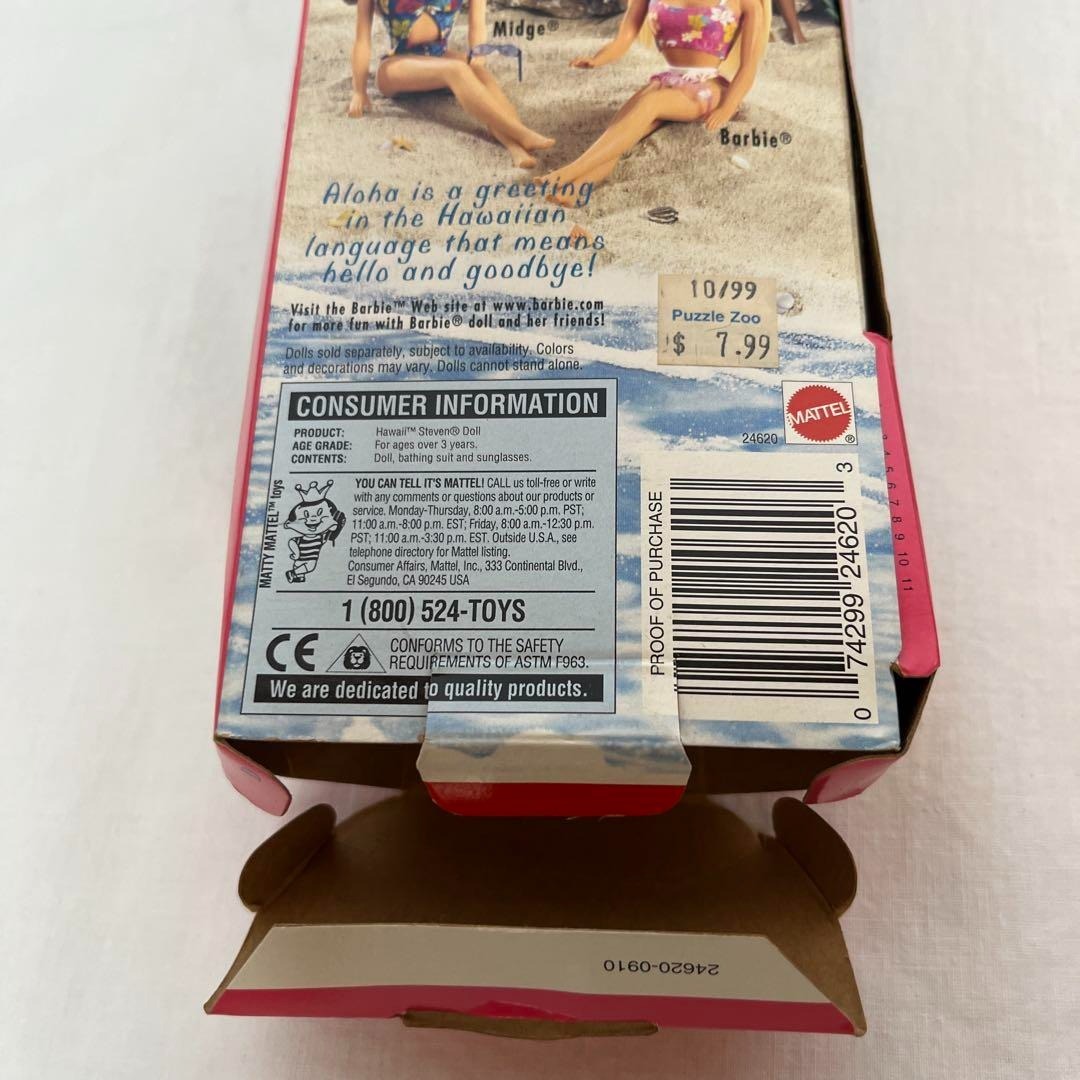 Midge®
Barbie®
Aloha is a greeting
in the Hawaiian
language that means
hello and goodbye!
Visit the Barbie™ Web site at www.barbie.com
for more fun with Barbie® doll and her friends!
Dolls sold separately, subject to availability. Colors
and decorations may vary. Dolls cannot stand alone.
10/99
Puzzle Zoo
$ 7.99
CONSUMER INFORMATION
PRODUCT: Hawaii™ Steven® Doll
AGE GRADE: For ages over 3 years.
CONTENTS: Doll, bathing suit and sunglasses.
MATTY MATTEL™ toys
YOU CAN TELL IT'S MATTEL! CALL us toll-free or write
with any comments or questions about our products or
service. Monday-Thursday, 8:00 a.m.-5:00 p.m. PST;
11:00 a.m.-8:00 p.m. EST; Friday, 8:00 a.m.-12:30 p.m.
PST; 11:00 a.m.-3:30 p.m. EST. Outside U.S.A., see
telephone directory for Mattel listing.
Consumer Affairs, Mattel, Inc., 333 Continental Blvd.,
El Segundo, CA 90245 USA
1 (800) 524-TOYS
CE
CONFORMS TO THE SAFETY
REQUIREMENTS OF ASTM F963.
We are dedicated to quality products.
24620
MATTEL®
PROOF OF PURCHASE
0 74299 24620 3
5 6 7 8 9 10 11
24620-0910